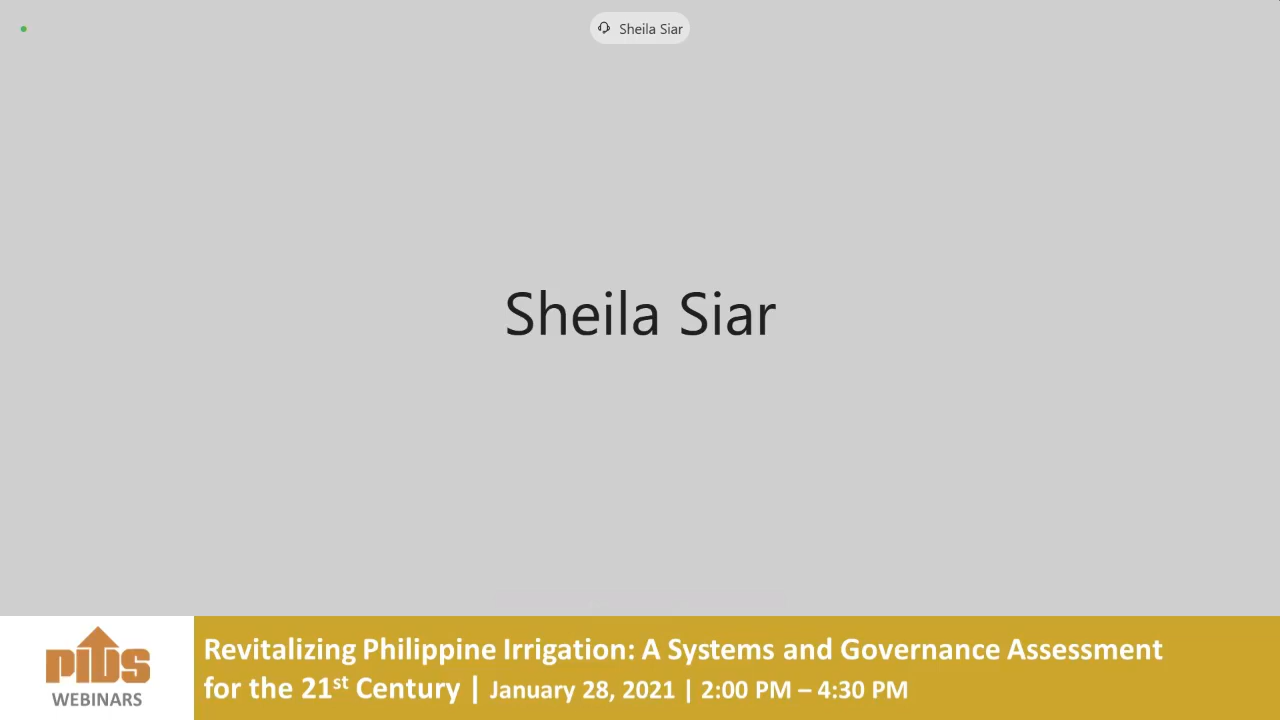 Sheila Siar
Sheila Siar
PIDS
WEBINARS
Revitalizing Philippine Irrigation: A Systems and Governance Assessment
for the 21st Century | January 28, 2021 | 2:00 PM – 4:30 PM